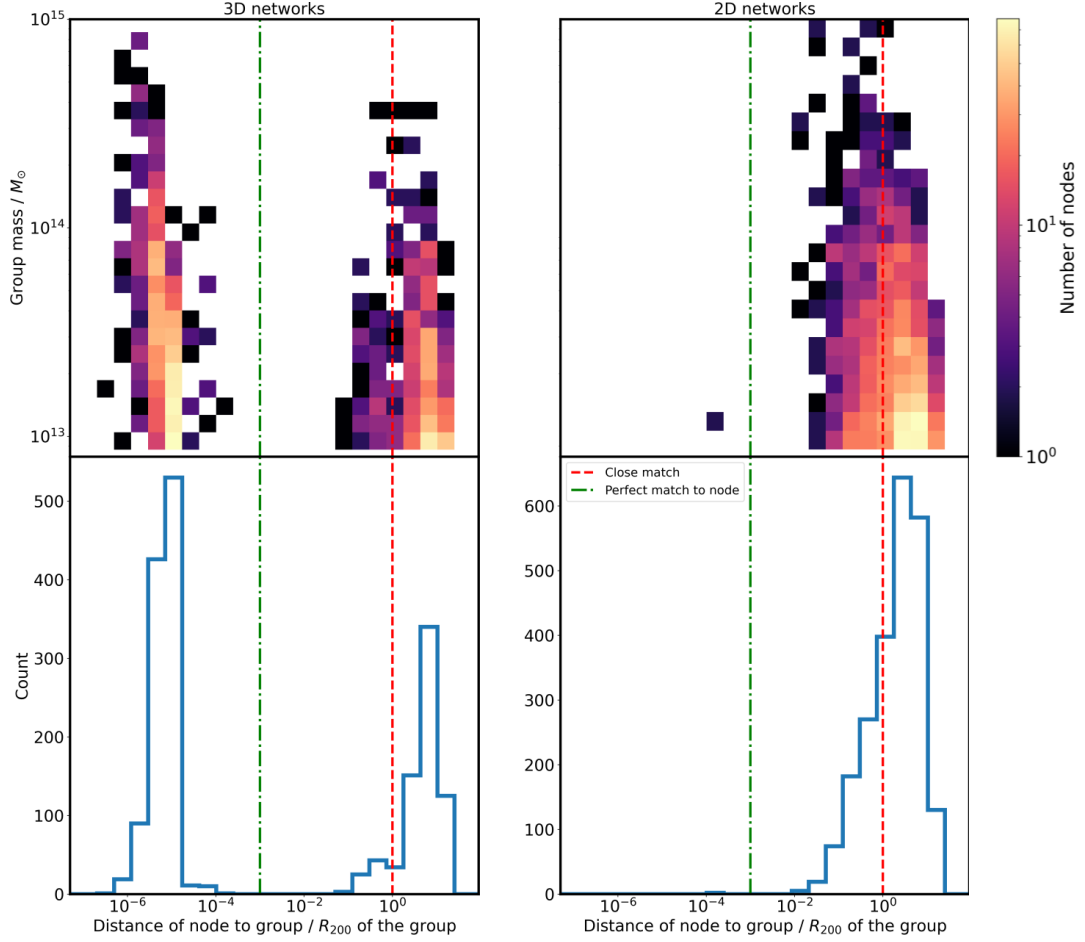 3D networks
2D networks
10^15
10^14
10^13
Group mass / M⊙
10^1
10^0
Number of nodes
500
400
300
200
100
0
Count
600
500
400
300
200
100
0
Close match
Perfect match to node
10^−6
10^−4
10^−2
10^0
10^−6
10^−4
10^−2
10^0
Distance of node to group / R_200 of the group
Distance of node to group / R_200 of the group